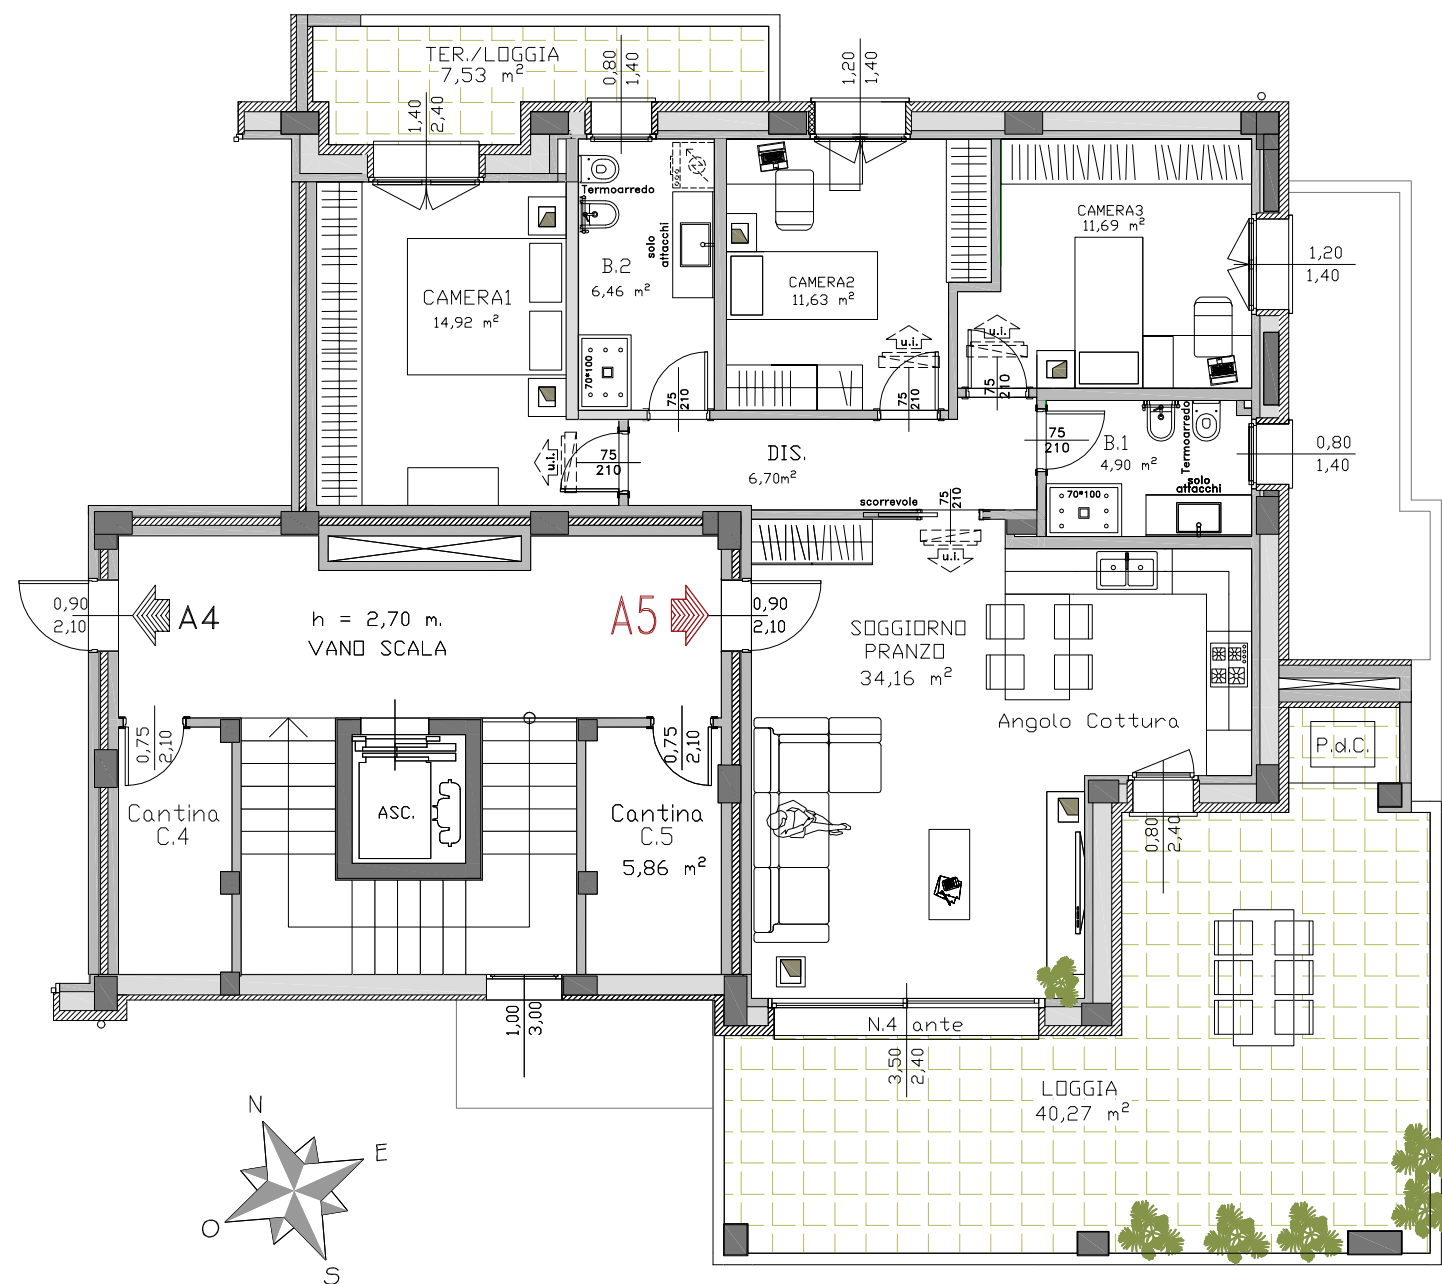 TER./LOGGIA
7,53 m²
1,40
2,40
0,80
1,40
1,20
1,40
Termoarredo
solo
attacchi
B.2
6,46 m²
70*100
CAMERA1
14,92 m²
CAMERA2
11,63 m²
CAMERA3
11,69 m²
1,20
1,40
u.i.
u.i.
75
210
75
210
75
210
u.i.
75
210
DIS.
6,70m²
75
210
B.1
4,90 m²
Termoarredo
solo
attacchi
70*100
0,80
1,40
scorrevole
75
210
u.i.
0,90
2,10
A4
h = 2,70 m.
VANO SCALA
A5
0,90
2,10
SOGGIORNO
PRANZO
34,16 m²
Angolo Cottura
P.d.C.
0,75
2,10
0,75
2,10
Cantina
C.4
ASC.
Cantina
C.5
5,86 m²
0,80
2,40
1,00
3,00
N.4 ante
3,50
2,40
LOGGIA
40,27 m²
N
E
O
S